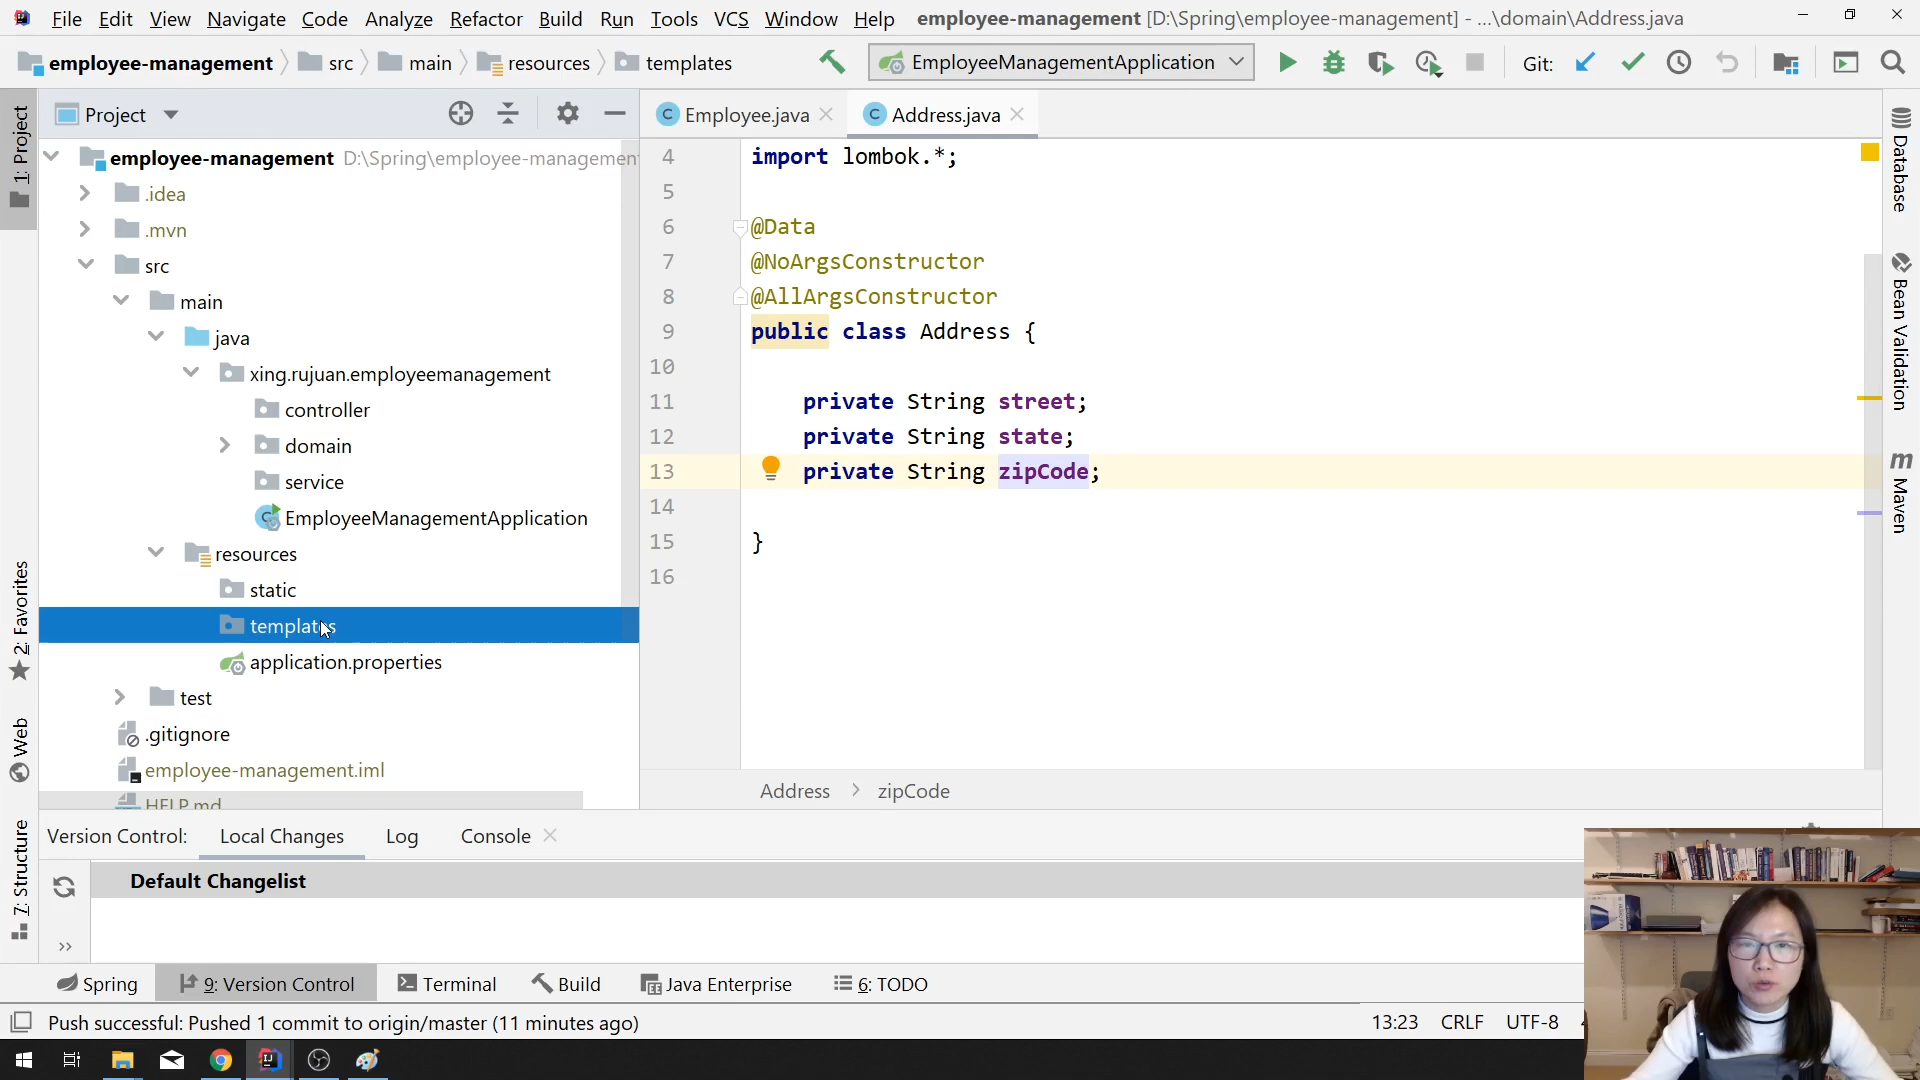 File Edit View Navigate Code Analyze Refactor Build Run Tools VCS Window Help employee-management [D:\Spring\employee-management] - ...\domain\Address.java
employee-management src main resources templates EmployeeManagementApplication Git:
1: Project
Project
Employee.java Address.java
employee-management D:\Spring\employee-managemen
.idea
.mvn
src
main
java
xing.rujuan.employeemanagement
controller
domain
service
EmployeeManagementApplication
resources
static
templates
application.properties
test
.gitignore
employee-management.iml
HELP.md
4 import lombok.*;
5
6 @Data
7 @NoArgsConstructor
8 @AllArgsConstructor
9 public class Address {
10
11 private String street;
12 private String state;
13 private String zipCode;
14
15 }
16
Address zipCode
Database
Bean Validation
m Maven
2: Favorites
Web
7: Structure
Version Control: Local Changes Log Console
Default Changelist
Spring 9: Version Control Terminal Build Java Enterprise 6: TODO
Push successful: Pushed 1 commit to origin/master (11 minutes ago) 13:23 CRLF UTF-8